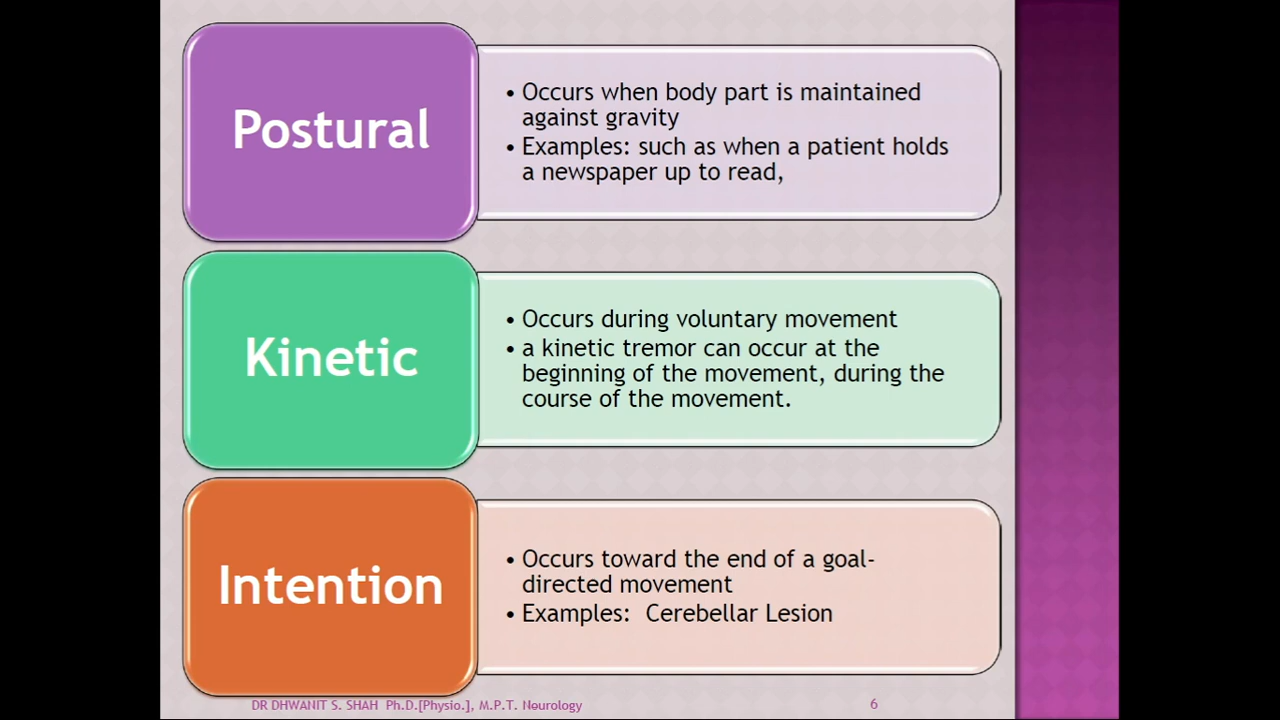 Postural
• Occurs when body part is maintained
against gravity
• Examples: such as when a patient holds
a newspaper up to read,
Kinetic
• Occurs during voluntary movement
• a kinetic tremor can occur at the
beginning of the movement, during the
course of the movement.
Intention
• Occurs toward the end of a goal-
directed movement
• Examples:  Cerebellar Lesion
DR DHWANIT S. SHAH  Ph.D.[Physio.], M.P.T. Neurology
6